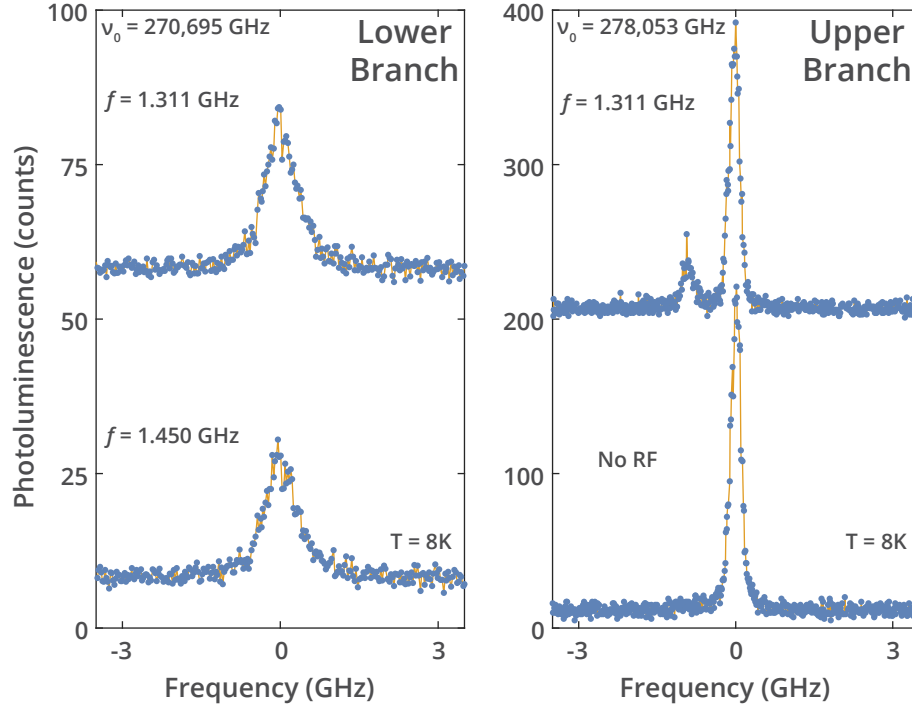 Photoluminescence (counts)
100
75
50
25
0
ν₀ = 270,695 GHz
Lower
Branch
f = 1.311 GHz
f = 1.450 GHz
T = 8K
-3
0
3
Frequency (GHz)
400
300
200
100
0
ν₀ = 278,053 GHz
Upper
Branch
f = 1.311 GHz
No RF
T = 8K
-3
0
3
Frequency (GHz)